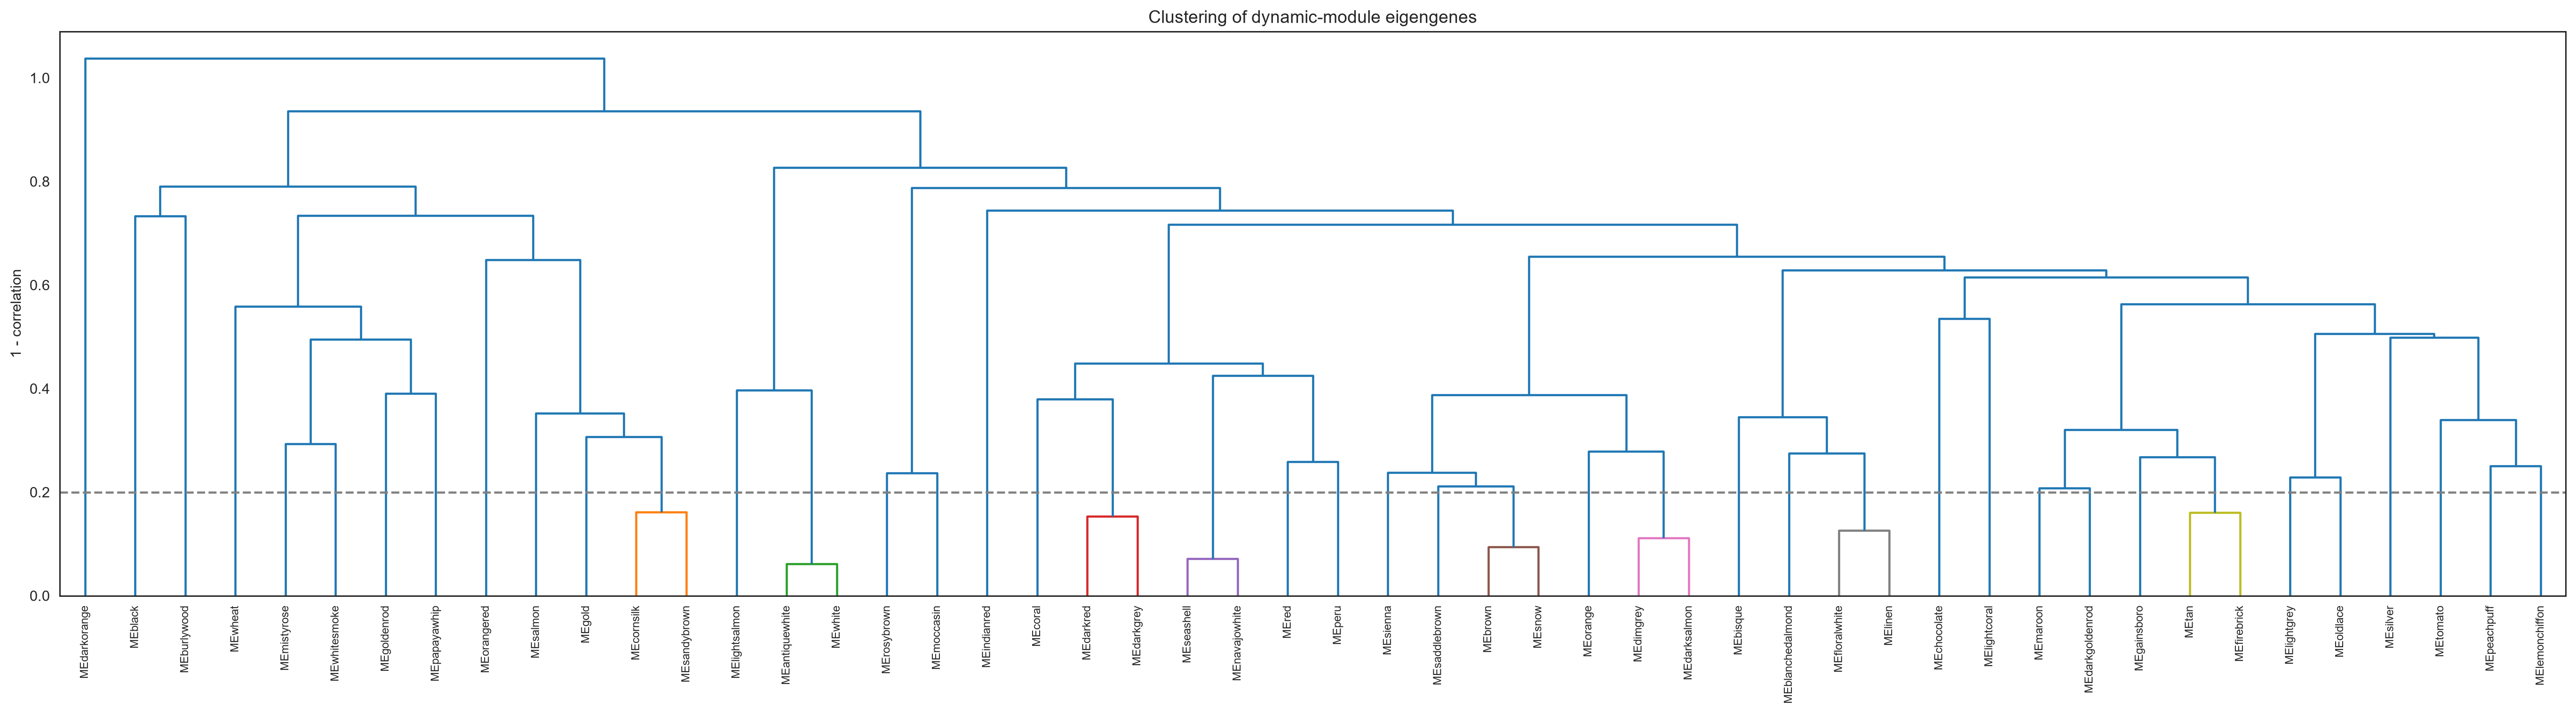 Clustering of dynamic-module eigengenes
1 - correlation
1.0
0.8
0.6
0.4
0.2
0.0
MEdarkorange
MEblack
MEburlywood
MEwheat
MEmistyrose
MEwhitesmoke
MEgoldenrod
MEpapayawhip
MEorangered
MEsalmon
MEgold
MEcornsilk
MEsandybrown
MElightsalmon
MEantiquewhite
MEwhite
MErosybrown
MEmoccasin
MEindianred
MEcoral
MEdarkred
MEdarkgrey
MEseashell
MEnavajowhite
MEred
MEperu
MEsienna
MEsaddlebrown
MEbrown
MEsnow
MEorange
MEdimgrey
MEdarksalmon
MEbisque
MEblanchedalmond
MEfloralwhite
MElinen
MEchocolate
MElightcoral
MEmaroon
MEdarkgoldenrod
MEgainsboro
MEtan
MEfirebrick
MElightgrey
MEoldlace
MEsilver
MEtomato
MEpeachpuff
MElemonchiffon